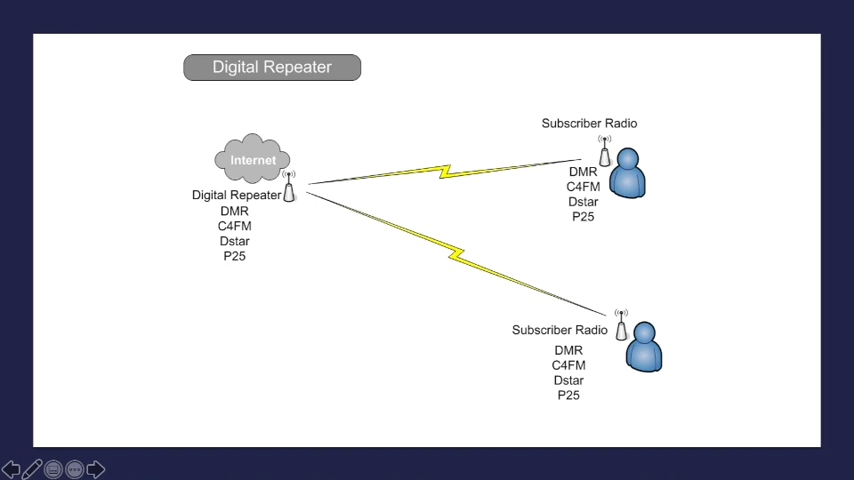 Digital Repeater
Subscriber Radio
DMR
C4FM
Dstar
P25
Internet
Digital Repeater
DMR
C4FM
Dstar
P25
Subscriber Radio
DMR
C4FM
Dstar
P25